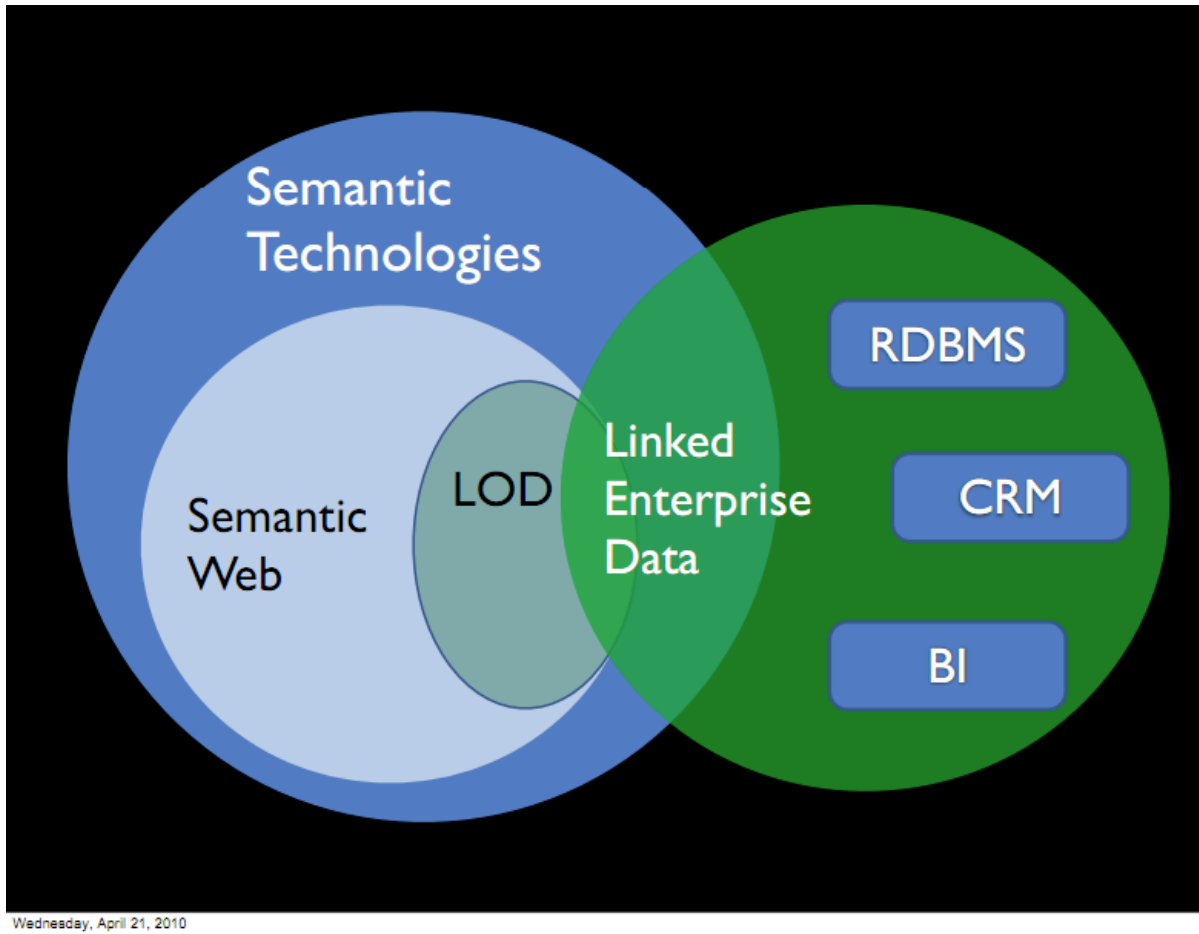 Semantic
Technologies
Semantic
Web
LOD
Linked
Enterprise
Data
RDBMS
CRM
BI
Wednesday, April 21, 2010